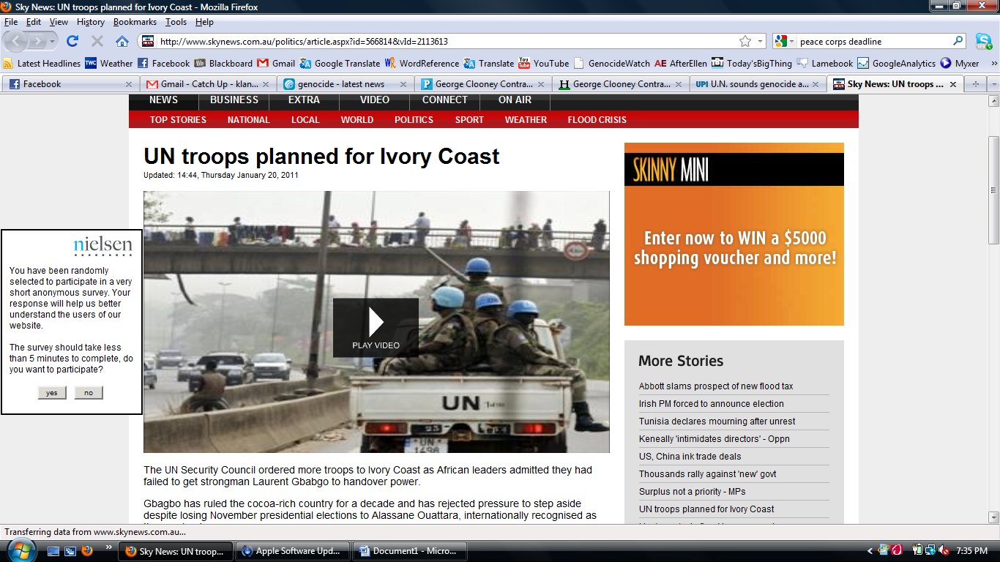 Sky News: UN troops planned for Ivory Coast - Mozilla Firefox
File Edit View History Bookmarks Tools Help
http://www.skynews.com.au/politics/article.aspx?id=566814&vId=2113613
peace corps deadline
Latest Headlines Weather Facebook Blackboard Gmail Google Translate WordReference Translate YouTube GenocideWatch AfterEllen Today'sBigThing Lamebook GoogleAnalytics Myxer »
Facebook Gmail - Catch Up - klan... genocide - latest news George Clooney Contra... George Clooney Contra... UPI U.N. sounds genocide a... Sky News: UN troops ...
NEWS BUSINESS EXTRA VIDEO CONNECT ON AIR
TOP STORIES NATIONAL LOCAL WORLD POLITICS SPORT WEATHER FLOOD CRISIS
UN troops planned for Ivory Coast
Updated: 14:44, Thursday January 20, 2011
PLAY VIDEO
UN
UN
1498
The UN Security Council ordered more troops to Ivory Coast as African leaders admitted they had
failed to get strongman Laurent Gbabgo to handover power.
Gbagbo has ruled the cocoa-rich country for a decade and has rejected pressure to step aside
despite losing November presidential elections to Alassane Ouattara, internationally recognised as
nielsen
You have been randomly
selected to participate in a very
short anonymous survey. Your
response will help us better
understand the users of our
website.
The survey should take less
than 5 minutes to complete, do
you want to participate?
yes no
SKINNY MINI
Enter now to WIN a $5000
shopping voucher and more!
More Stories
Abbott slams prospect of new flood tax
Irish PM forced to announce election
Tunisia declares mourning after unrest
Keneally 'intimidates directors' - Oppn
US, China ink trade deals
Thousands rally against 'new' govt
Surplus not a priority - MPs
UN troops planned for Ivory Coast
Transferring data from www.skynews.com.au...
» Sky News: UN troop... Apple Software Upd... Document1 - Micro... 7:35 PM